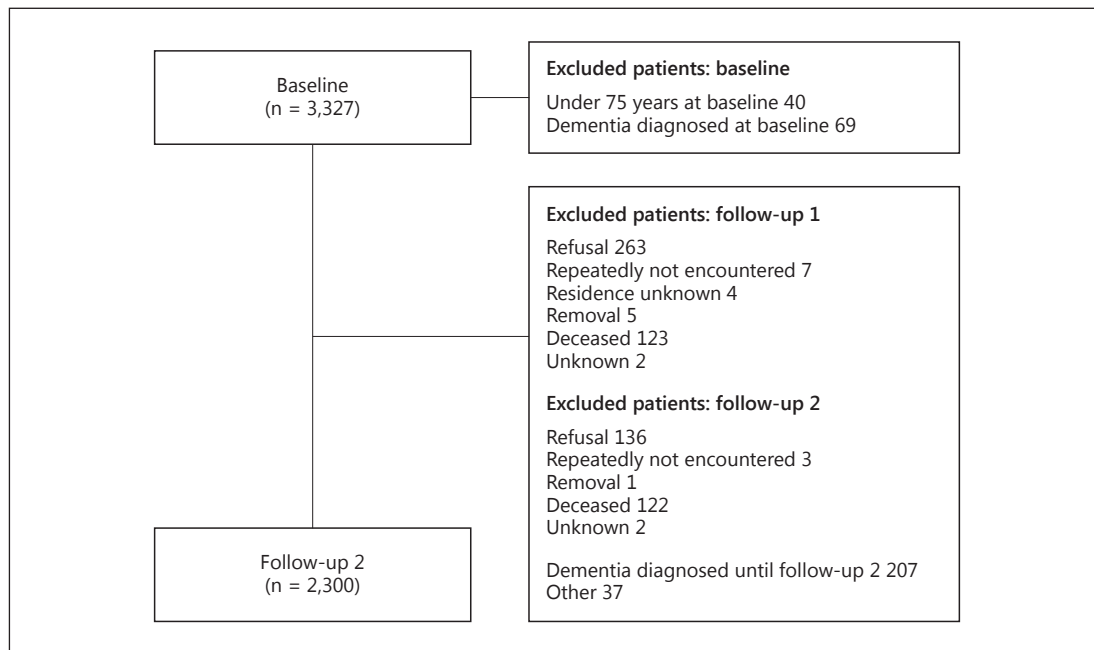 Baseline
(n = 3,327)
Excluded patients: baseline
Under 75 years at baseline 40
Dementia diagnosed at baseline 69
Excluded patients: follow-up 1
Refusal 263
Repeatedly not encountered 7
Residence unknown 4
Removal 5
Deceased 123
Unknown 2
Excluded patients: follow-up 2
Refusal 136
Repeatedly not encountered 3
Removal 1
Deceased 122
Unknown 2
Dementia diagnosed until follow-up 2 207
Other 37
Follow-up 2
(n = 2,300)